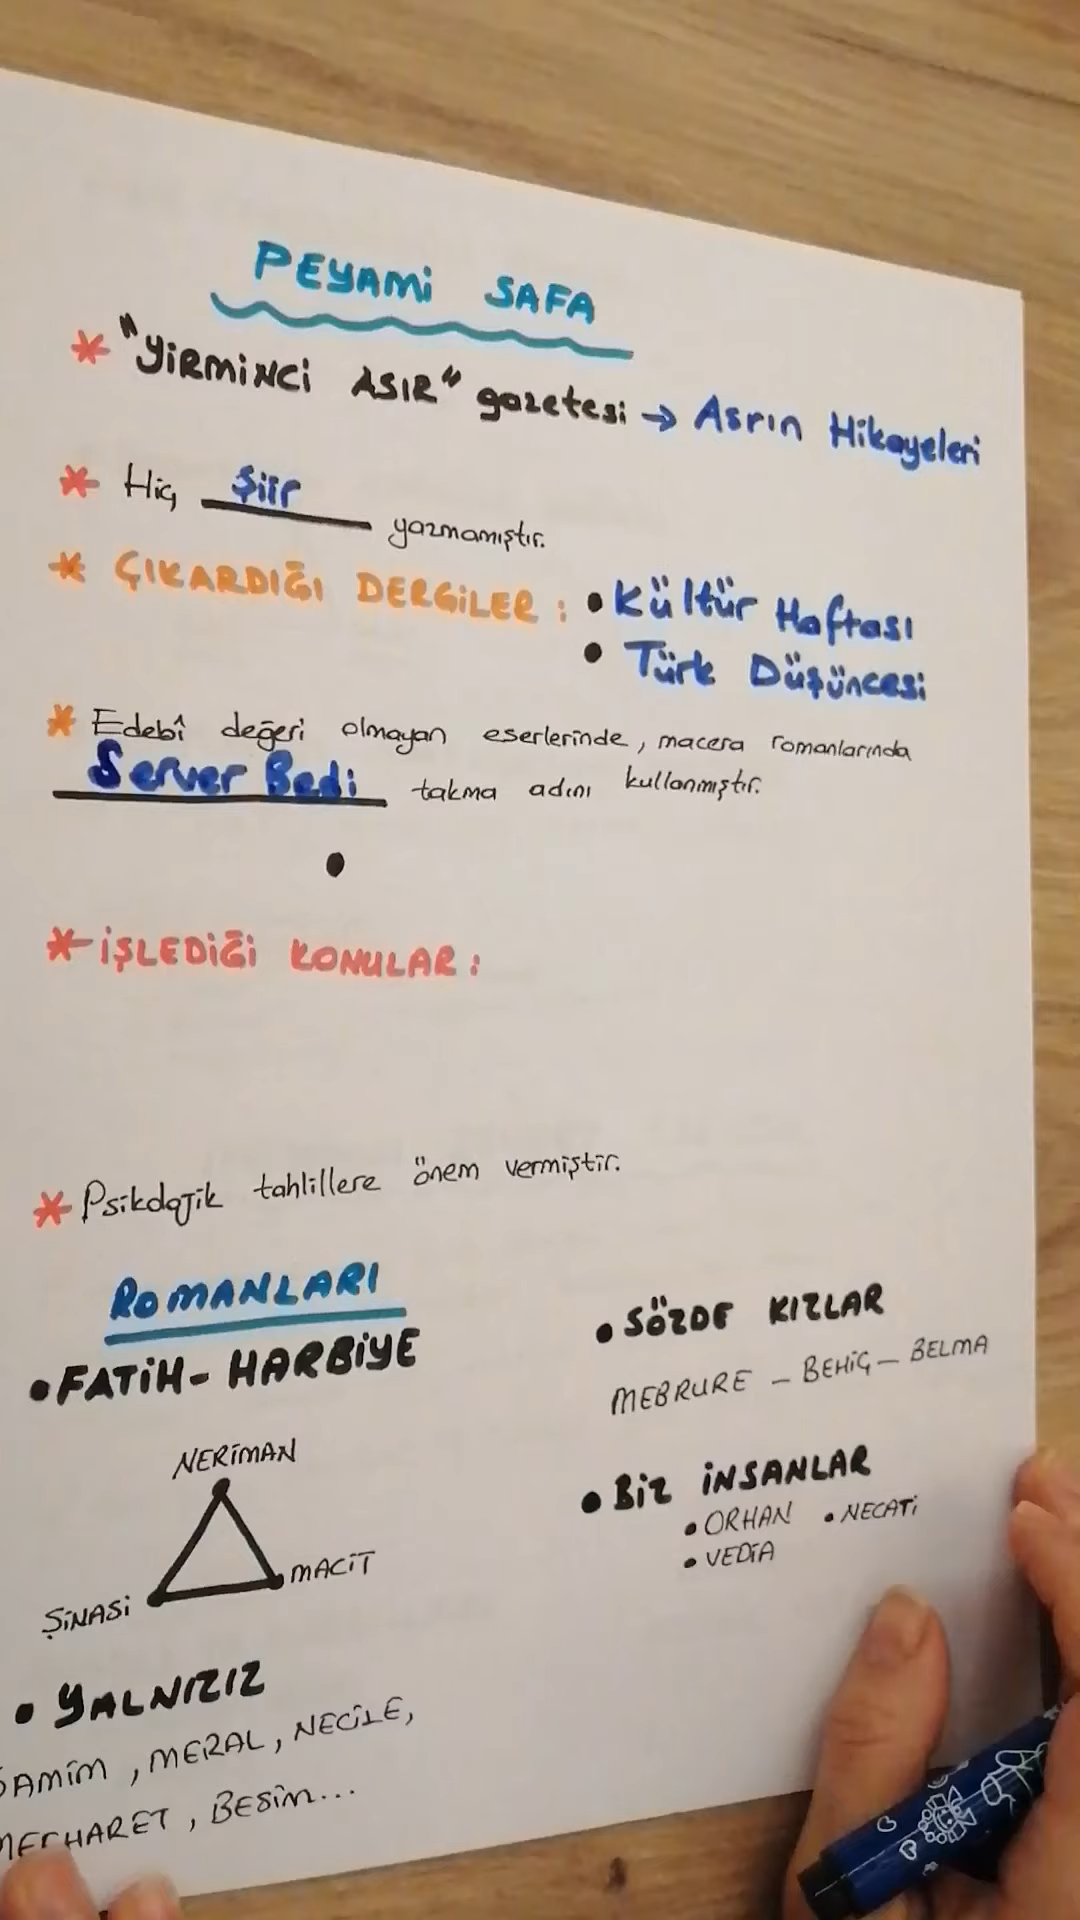 PEYAMİ SAFA
* "YİRMİNCİ ASIR" gazetesi → Asrın Hikayeleri
* Hiç Şiir yazmamıştır.
* ÇIKARDIĞI DERGİLER : • Kültür Haftası
• Türk Düşüncesi
* Edebî değeri olmayan eserlerinde, macera romanlarında
Server Bedi takma adını kullanmıştır.
•
* İŞLEDİĞİ KONULAR :
* Psikolojik tahlillere önem vermiştir.
ROMANLARI
• FATİH - HARBİYE
NERİMAN
MACİT
ŞİNASİ
• YALNIZIZ
SAMİM, MERAL, NECİLE,
MEFHARET, BESİM...
• SÖZDE KIZLAR
MEBRURE - BEHİÇ - BELMA
• BİZ İNSANLAR
• ORHAN • NECATİ
• VEDİA